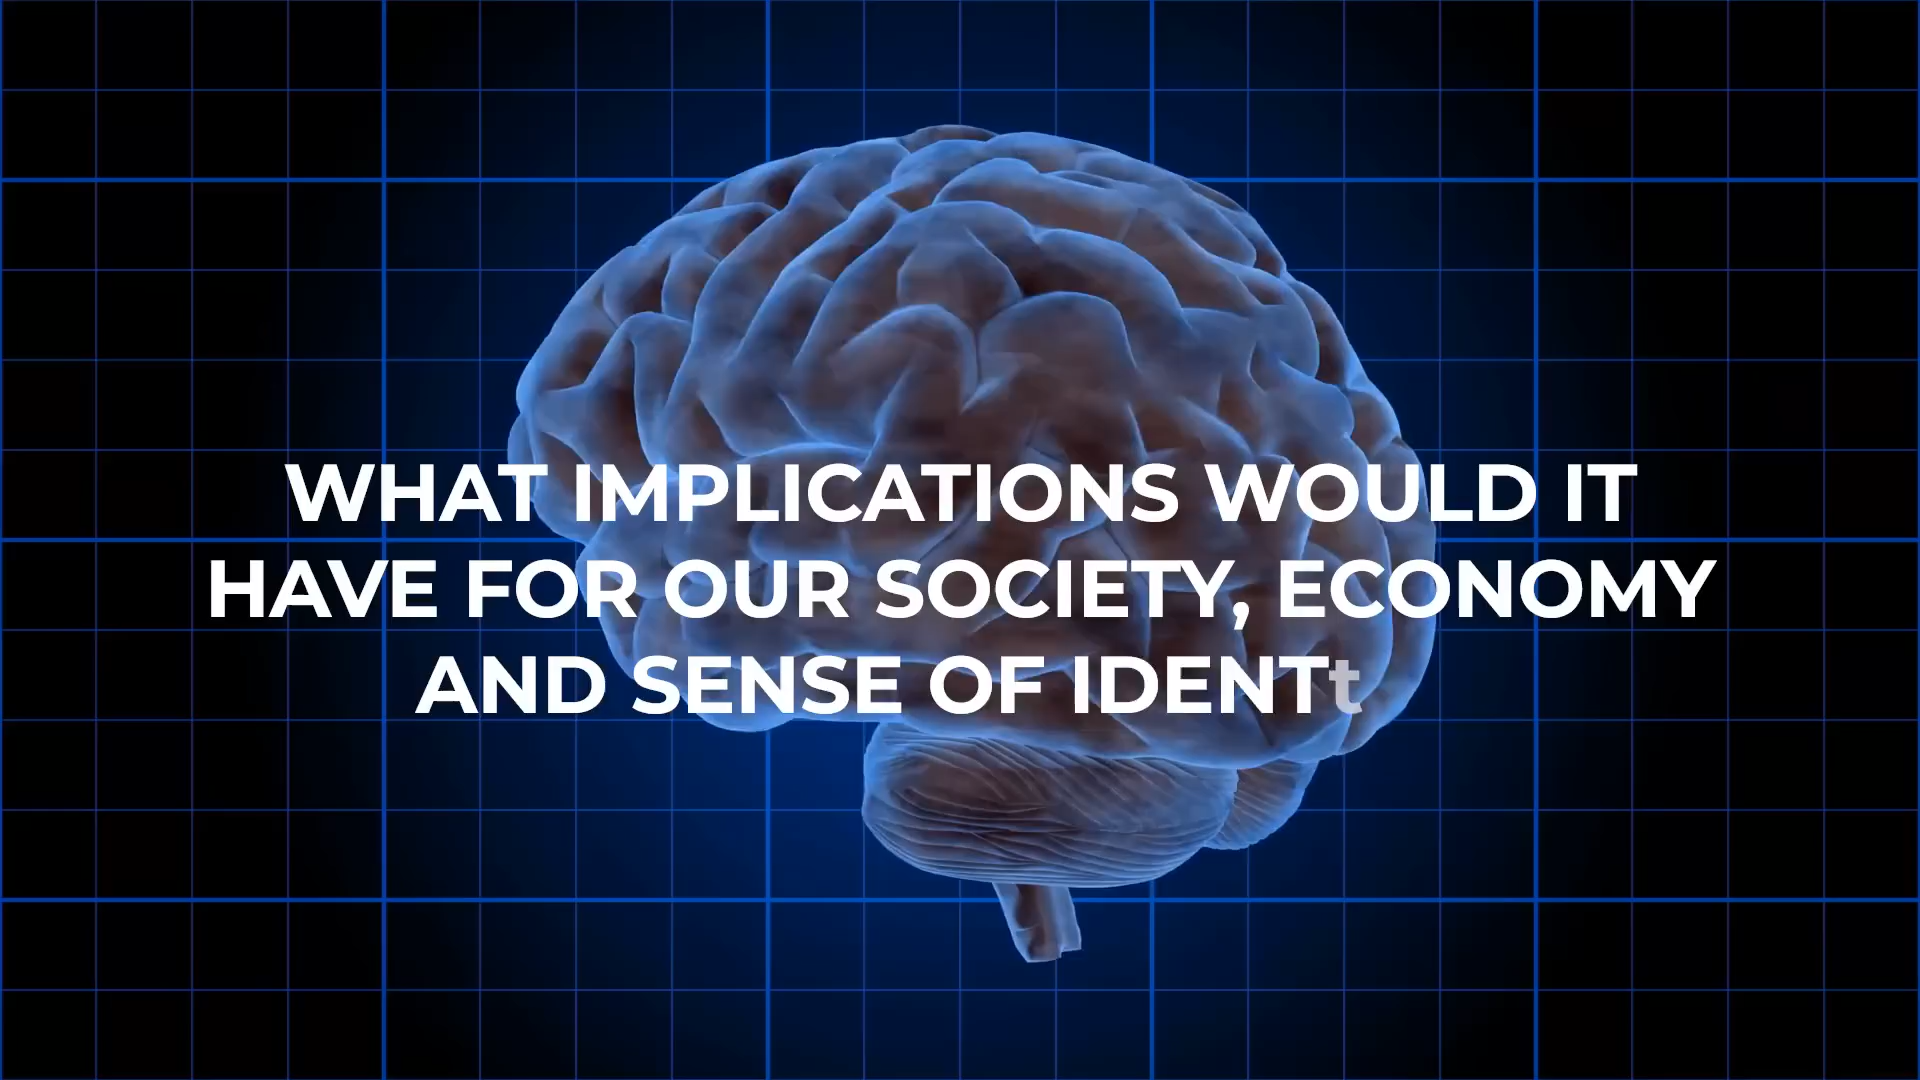 WHAT IMPLICATIONS WOULD IT
HAVE FOR OUR SOCIETY, ECONOMY
AND SENSE OF IDENTt